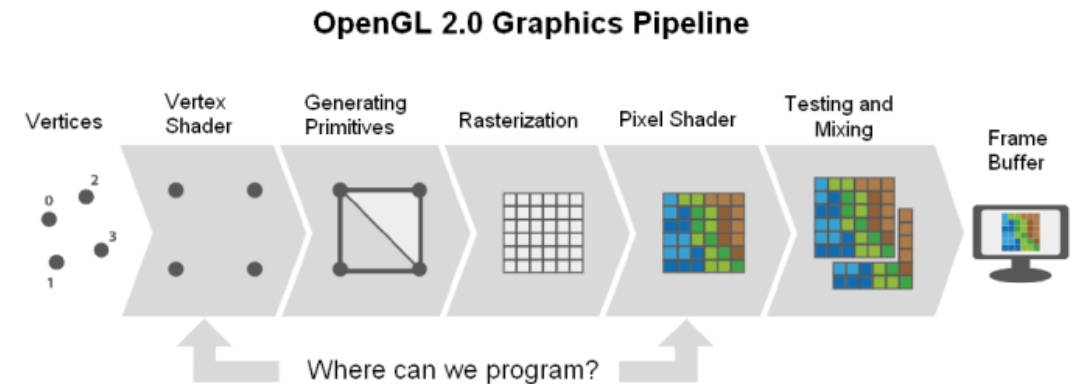 OpenGL 2.0 Graphics Pipeline
Vertices
Vertex
Shader
Generating
Primitives
Rasterization
Pixel Shader
Testing and
Mixing
Frame
Buffer
0
2
3
1
Where can we program?